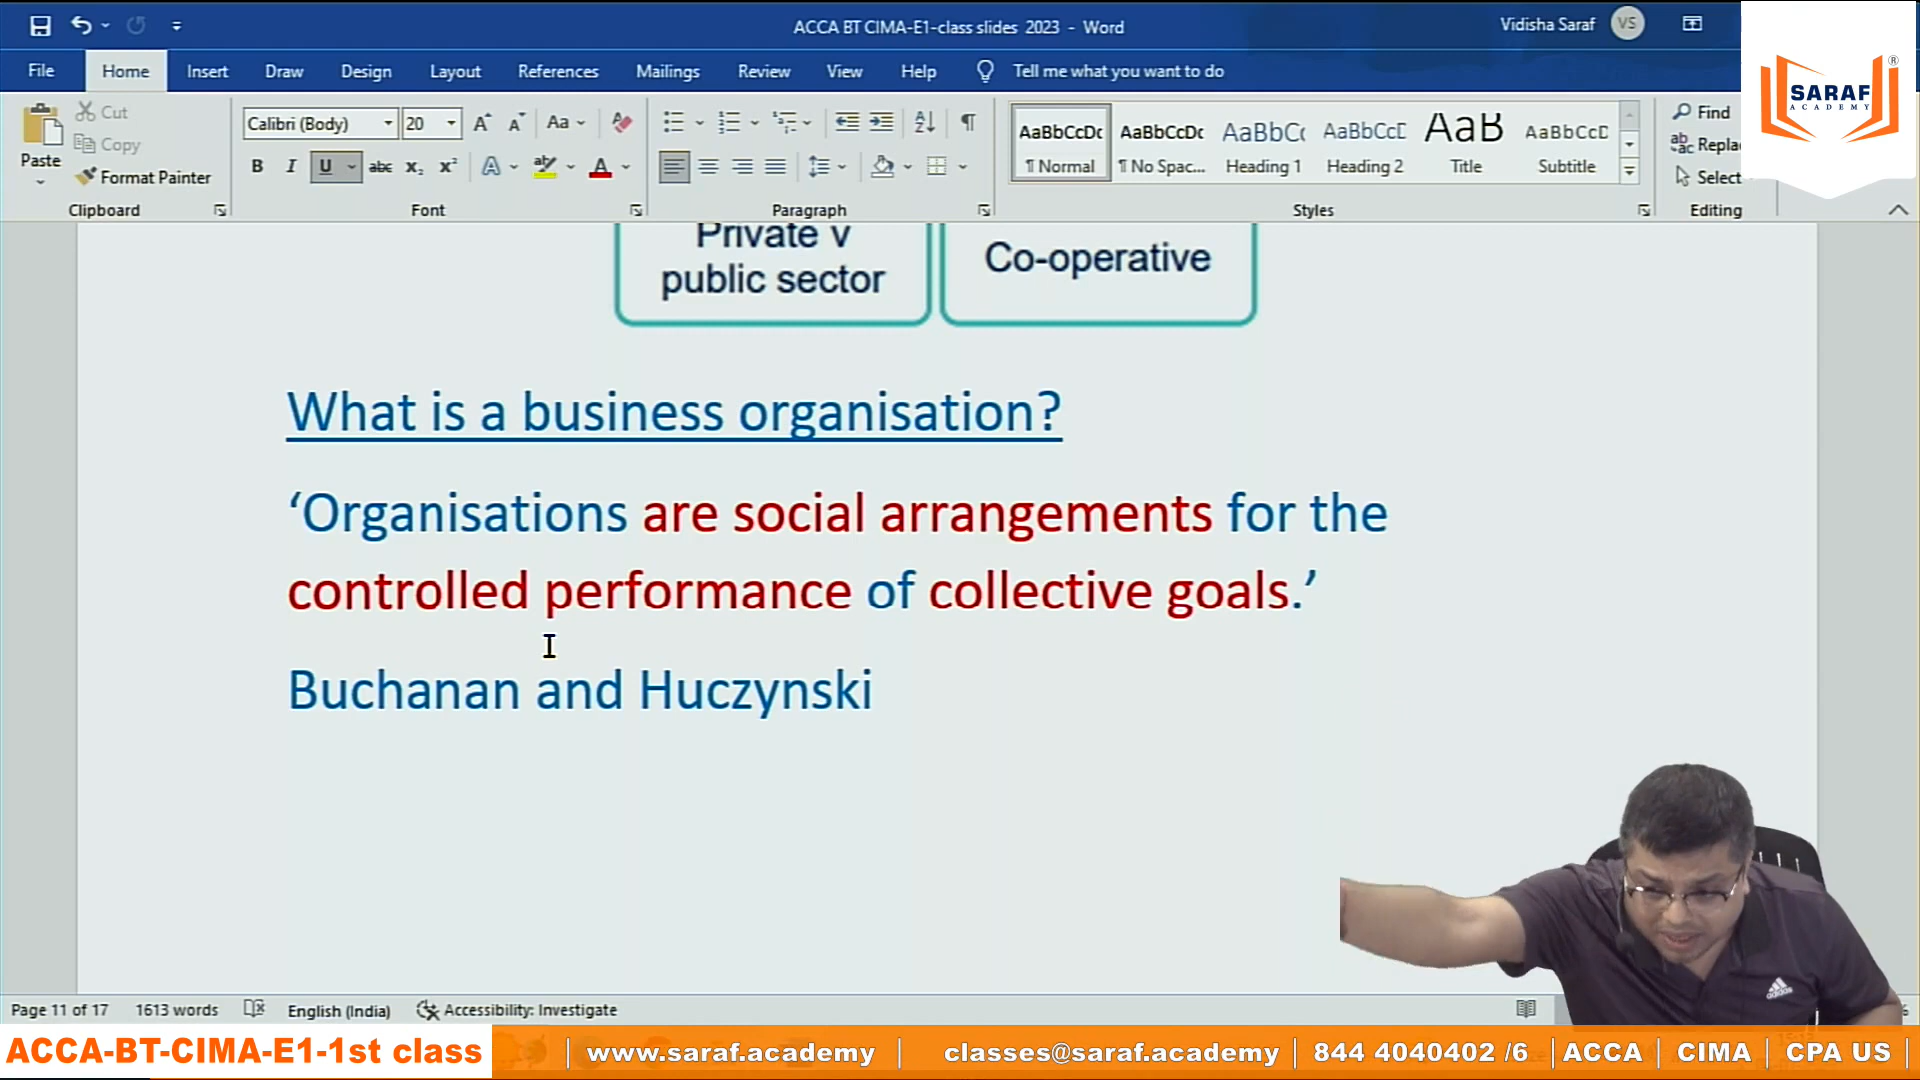 ACCA BT CIMA-E1-class slides 2023 - Word
Vidisha Saraf
VS
File
Home
Insert
Draw
Design
Layout
References
Mailings
Review
View
Help
Tell me what you want to do
SARAF
ACADEMY
®
Paste
Cut
Copy
Format Painter
Clipboard
Calibri (Body)
20
Font
Paragraph
AaBbCcDc
¶ Normal
AaBbCcDc
¶ No Spac...
AaBbC
Heading 1
AaBbCcD
Heading 2
AaB
Title
AaBbCcD
Subtitle
Styles
Find
Select
Editing
Private v
public sector
Co-operative
What is a business organisation?
‘Organisations are social arrangements for the
controlled performance of collective goals.’
Buchanan and Huczynski
Page 11 of 17
1613 words
English (India)
Accessibility: Investigate
ACCA-BT-CIMA-E1-1st class
| www.saraf.academy | classes@saraf.academy | 844 4040402 /6 | ACCA | CIMA | CPA US |